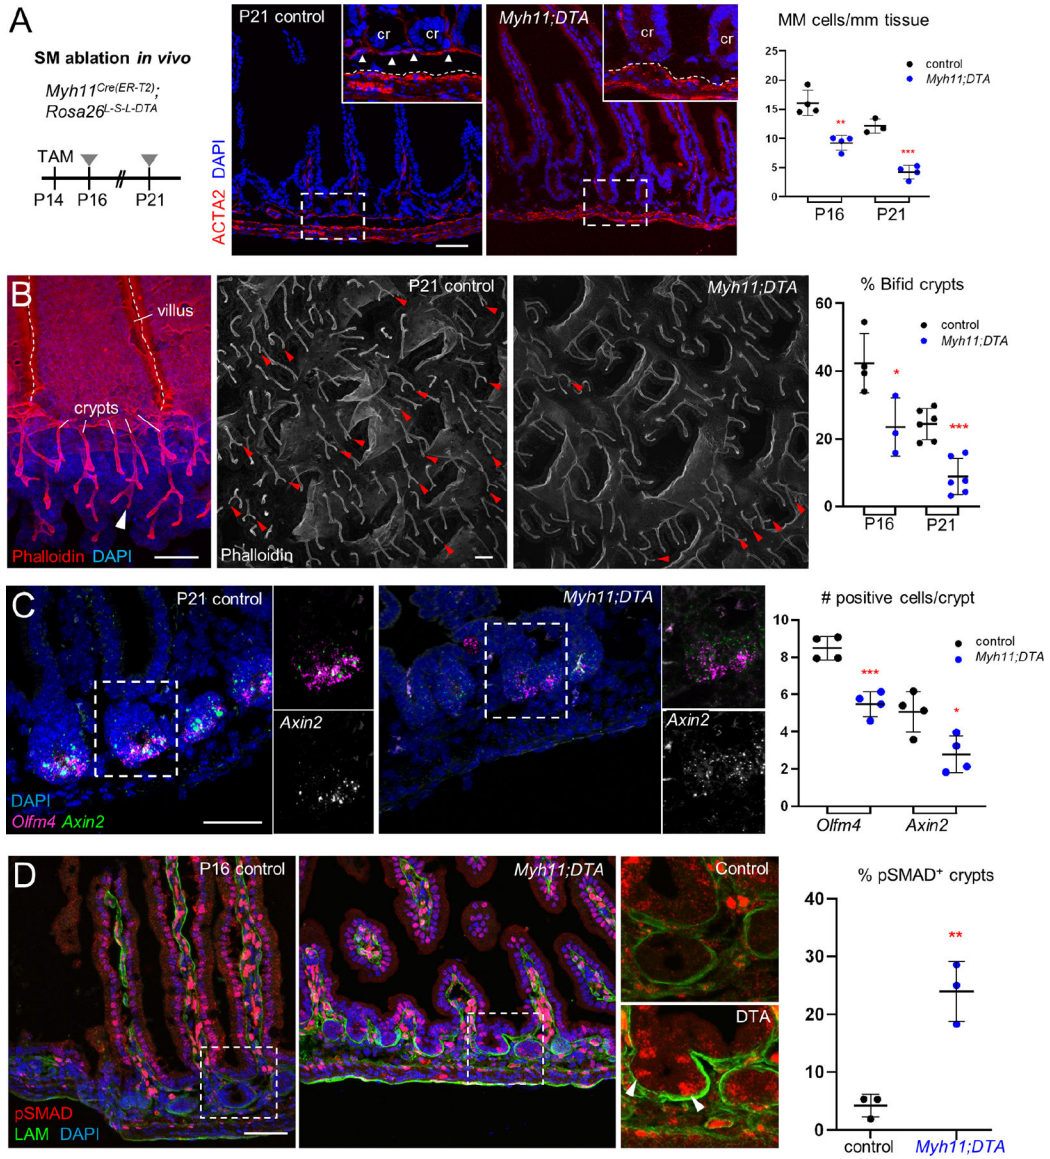 A
SM ablation in vivo
Myh11Cre(ER-T2);
Rosa26L-S-L-DTA
TAM
P14 P16 P21
ACTA2 DAPI
P21 control
cr cr
Myh11;DTA
cr cr
MM cells/mm tissue
25
20
15
10
5
0
control
Myh11;DTA
**
***
P16 P21
B
villus
crypts
Phalloidin DAPI
P21 control
Phalloidin
Myh11;DTA
% Bifid crypts
60
40
20
0
control
Myh11;DTA
*
***
P16 P21
C
P21 control
DAPI
Olfm4 Axin2
Axin2
Myh11;DTA
Axin2
# positive cells/crypt
10
8
6
4
2
0
control
Myh11;DTA
***
*
Olfm4 Axin2
D
P16 control
pSMAD
LAM DAPI
Myh11;DTA
Control
DTA
% pSMAD+ crypts
40
30
20
10
0
**
control Myh11;DTA